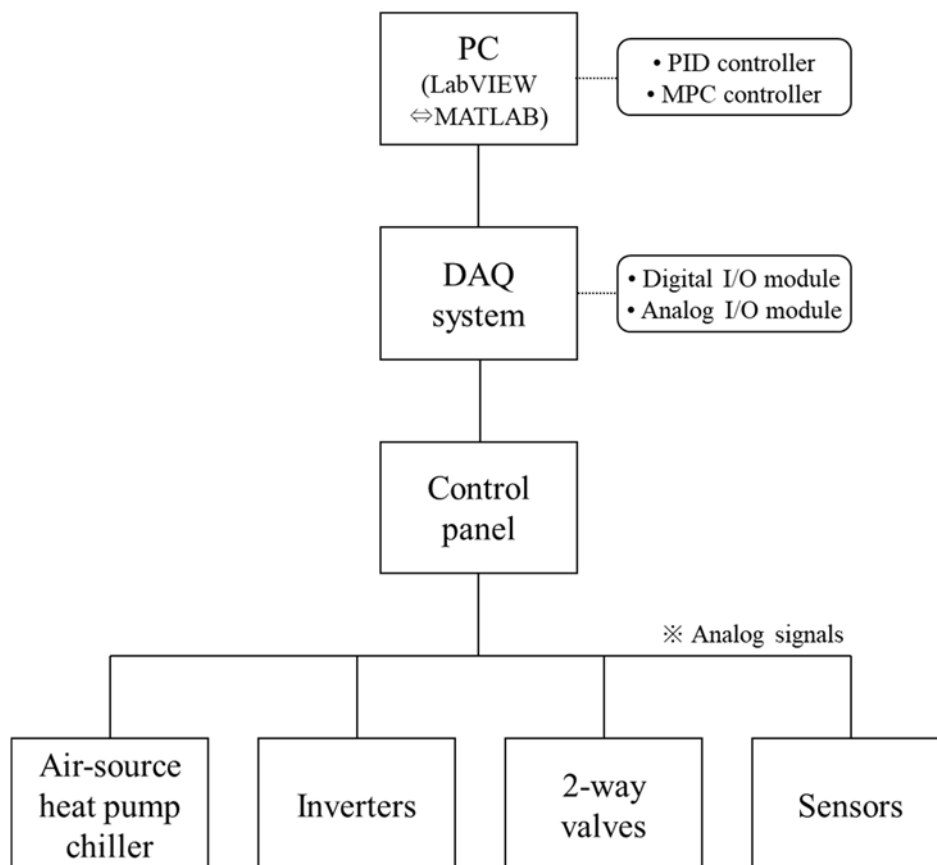 PC
(LabVIEW
⇔MATLAB)
• PID controller
• MPC controller
DAQ
system
• Digital I/O module
• Analog I/O module
Control
panel
※ Analog signals
Air-source
heat pump
chiller
Inverters
2-way
valves
Sensors